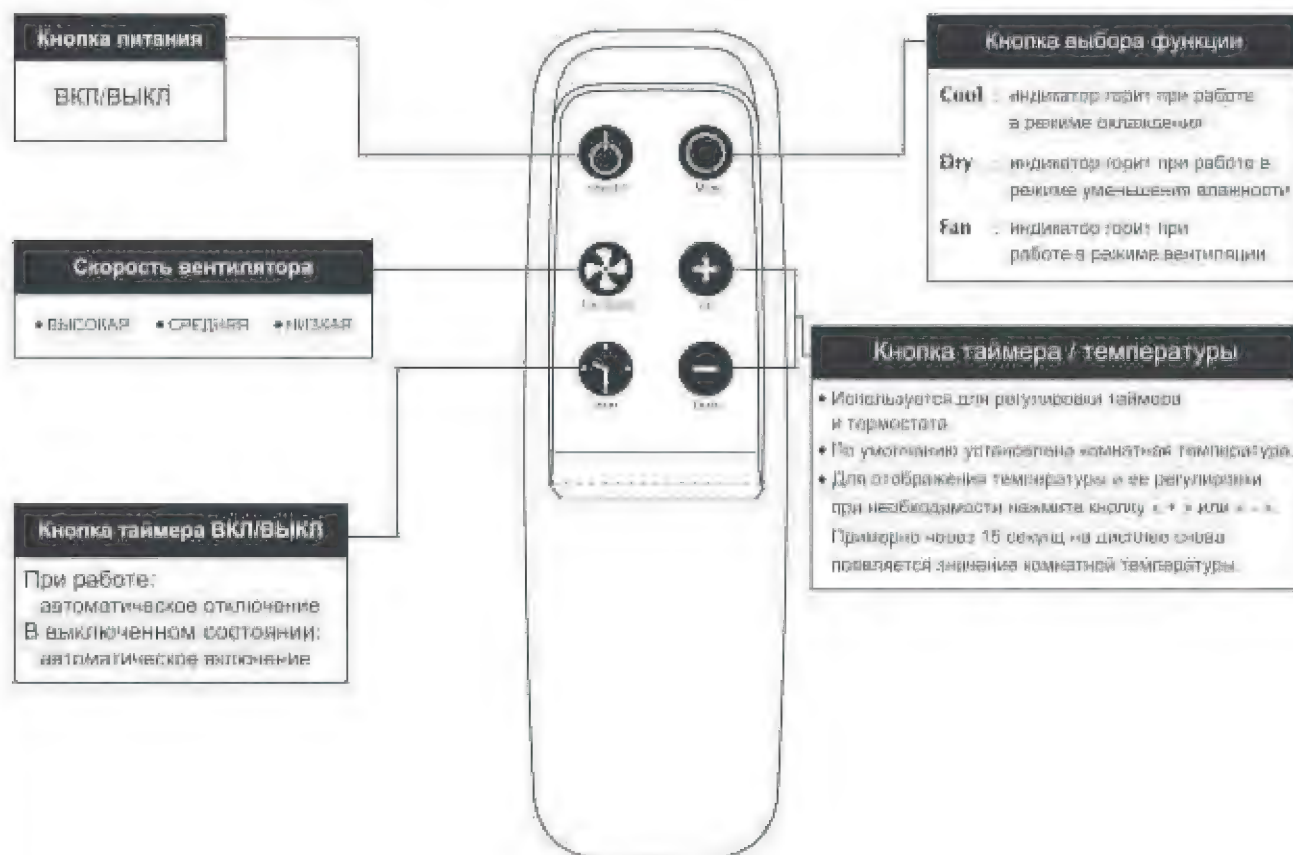 Кнопка питания
ВКЛ/ВЫКЛ
Скорость вентилятора
• ВЫСОКАЯ • СРЕДНЯЯ • НИЗКАЯ
Кнопка таймера ВКЛ/ВЫКЛ
При работе:
автоматическое отключение
В выключенном состоянии:
автоматическое включение
Кнопка выбора функции
Cool : индикатор горит при работе
в режиме охлаждения
Dry : индикатор горит при работе в
режиме уменьшения влажности
Fan : индикатор горит при
работе в режиме вентиляции
Кнопка таймера / температуры
• Используется для регулировки таймера
и термостата.
• По умолчанию установлена комнатная температура.
• Для отображения температуры и ее регулировки
при необходимости нажмите кнопку « + » или « - ».
Примерно через 15 секунд на дисплее снова
появляется значение комнатной температуры.